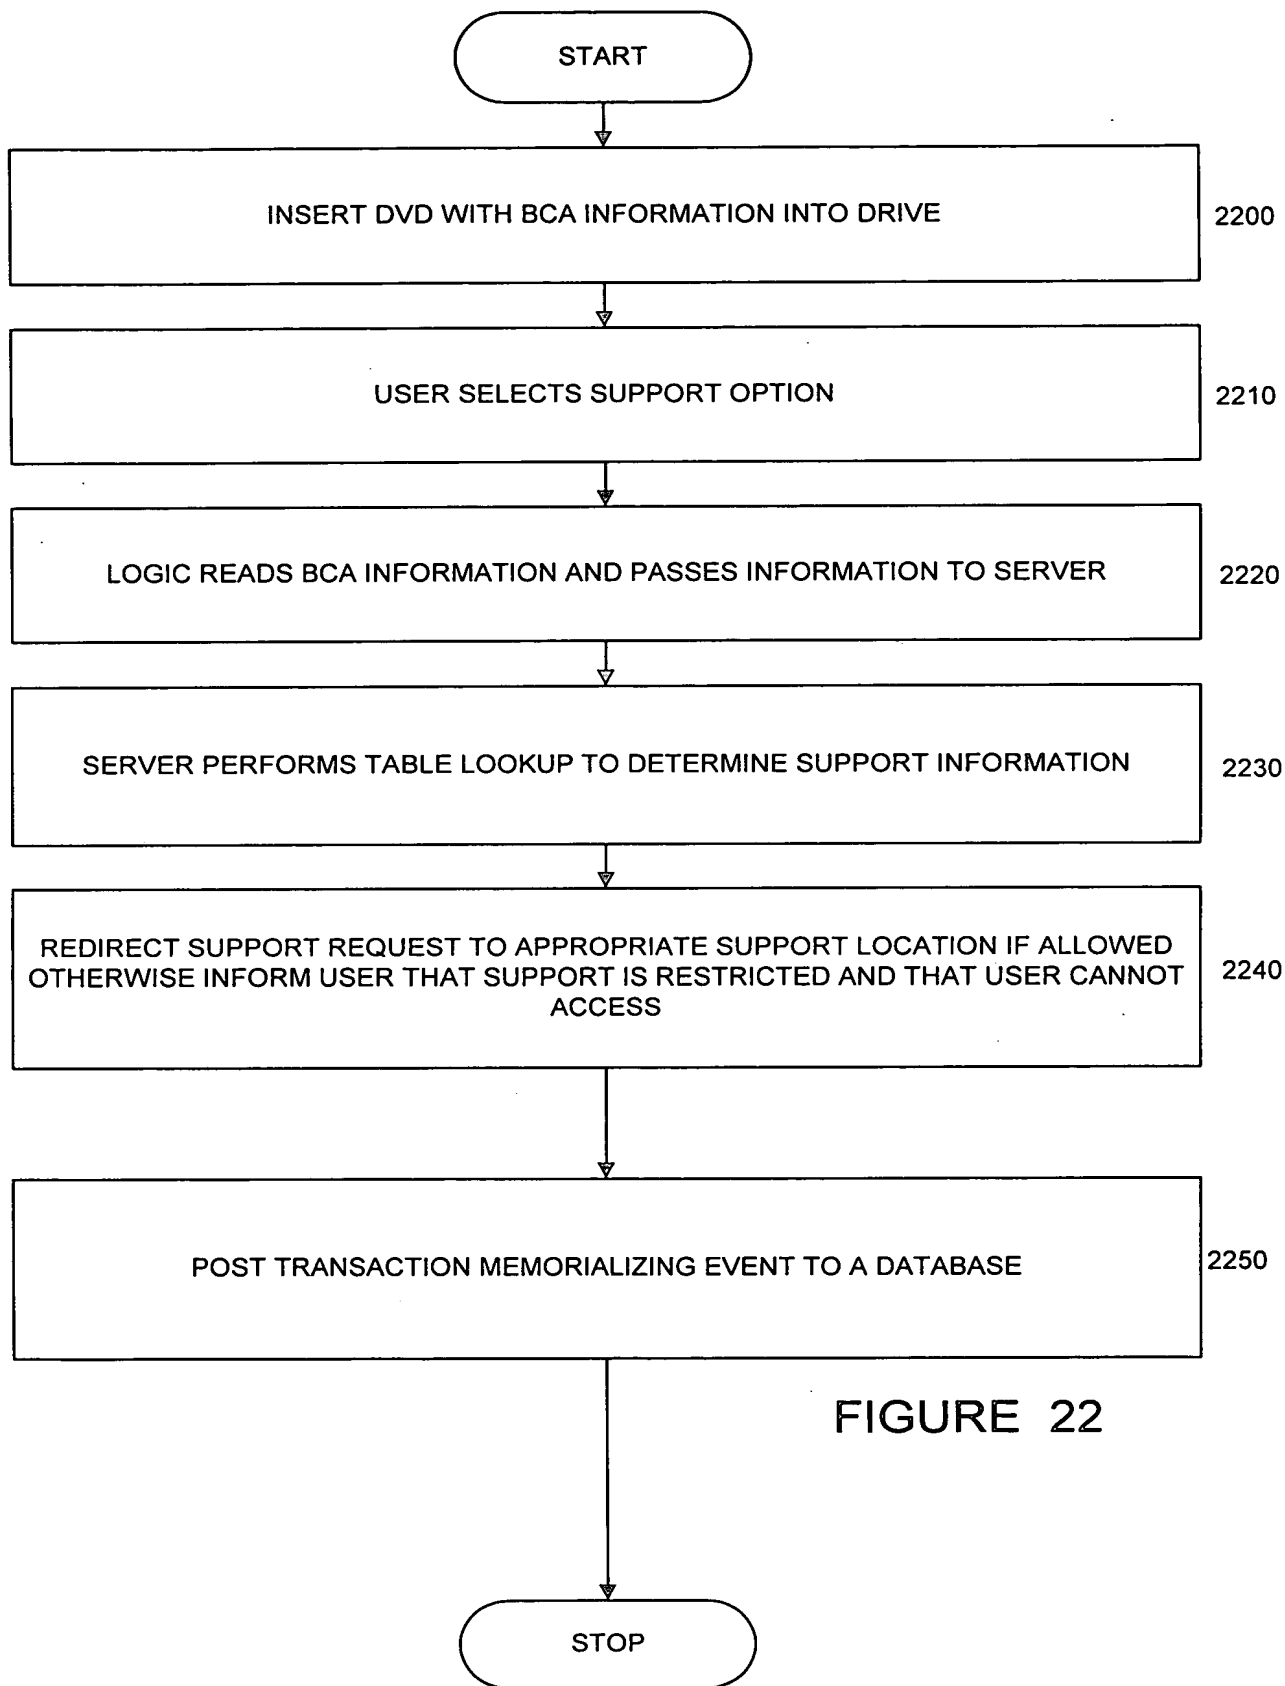 START
INSERT DVD WITH BCA INFORMATION INTO DRIVE
2200
USER SELECTS SUPPORT OPTION
2210
LOGIC READS BCA INFORMATION AND PASSES INFORMATION TO SERVER
2220
SERVER PERFORMS TABLE LOOKUP TO DETERMINE SUPPORT INFORMATION
2230
REDIRECT SUPPORT REQUEST TO APPROPRIATE SUPPORT LOCATION IF ALLOWED
OTHERWISE INFORM USER THAT SUPPORT IS RESTRICTED AND THAT USER CANNOT
ACCESS
2240
POST TRANSACTION MEMORIALIZING EVENT TO A DATABASE
2250
FIGURE 22
STOP